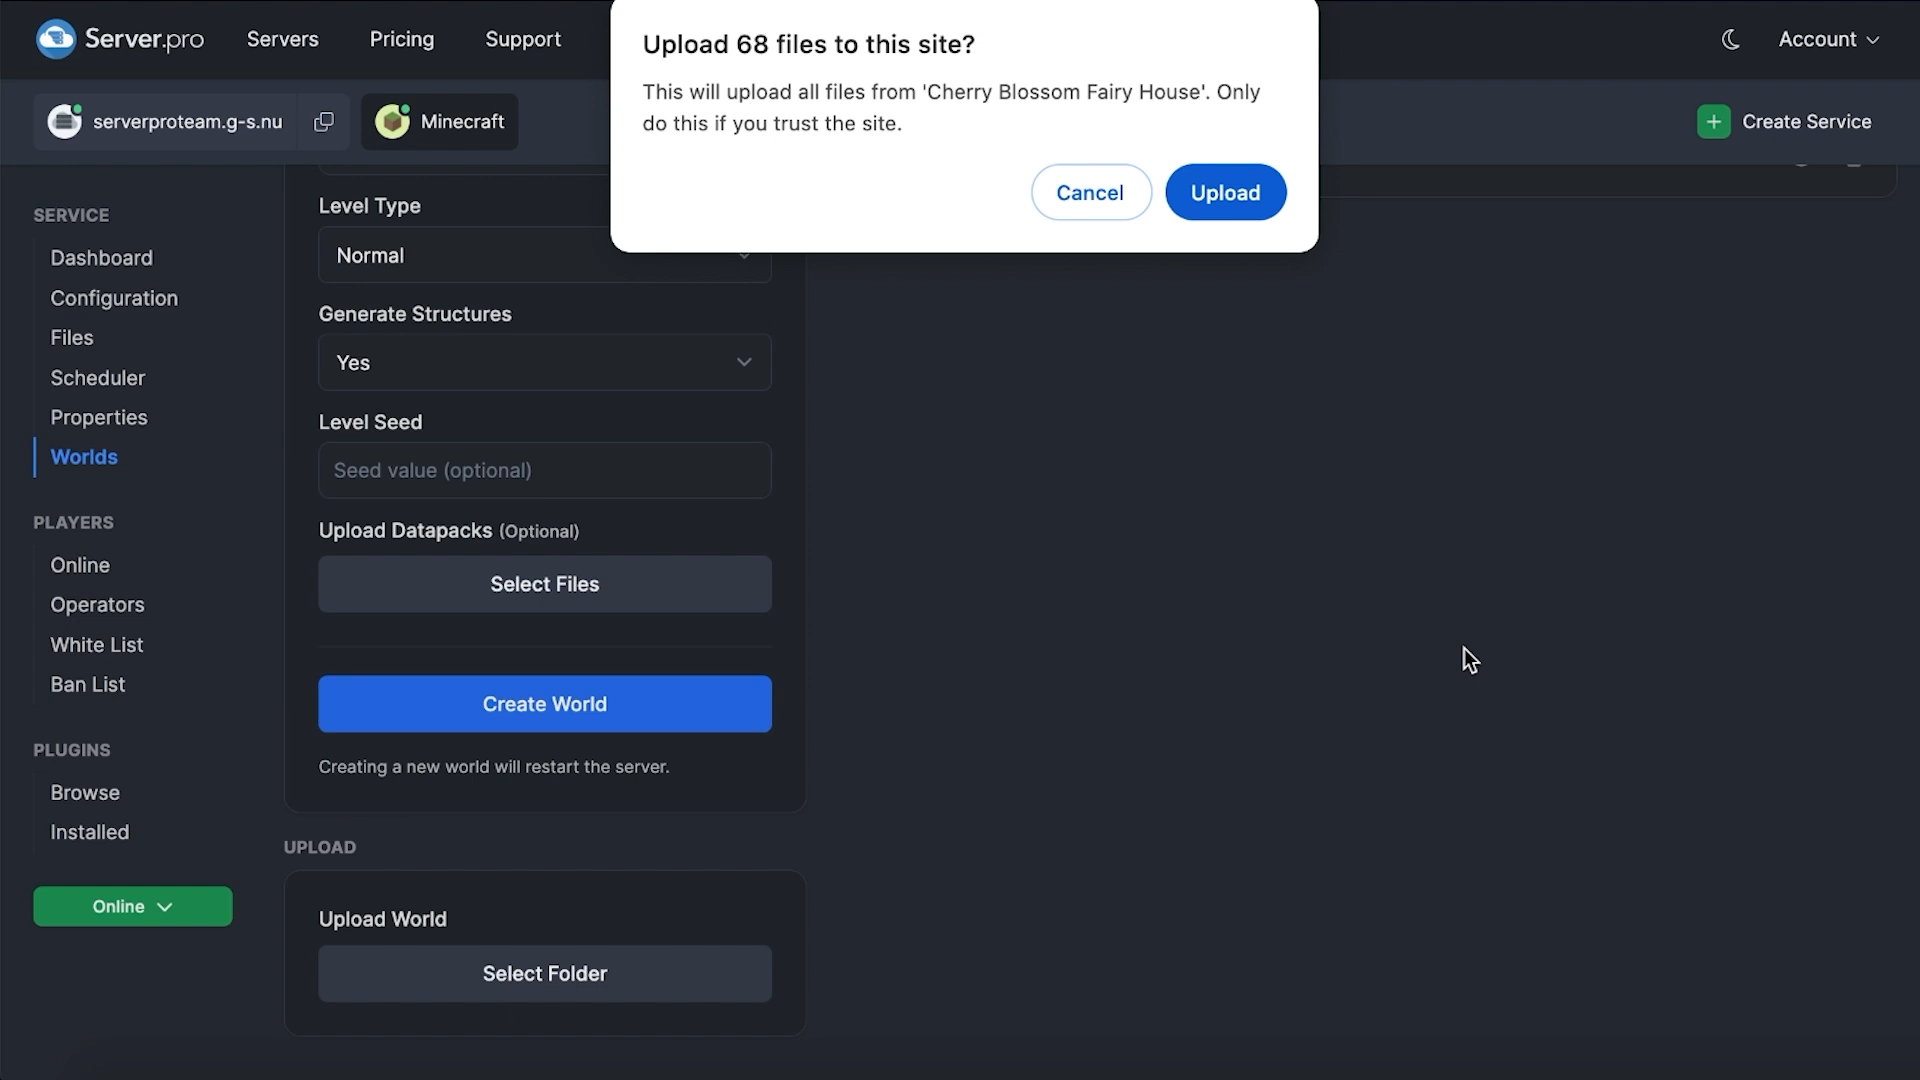 Server.pro
Servers
Pricing
Support
Account
serverproteam.g-s.nu
Minecraft
Create Service
Upload 68 files to this site?
This will upload all files from 'Cherry Blossom Fairy House'. Only
do this if you trust the site.
Cancel
Upload
SERVICE
Dashboard
Configuration
Files
Scheduler
Properties
Worlds
PLAYERS
Online
Operators
White List
Ban List
PLUGINS
Browse
Installed
Online
Level Type
Normal
Generate Structures
Yes
Level Seed
Seed value (optional)
Upload Datapacks (Optional)
Select Files
Create World
Creating a new world will restart the server.
UPLOAD
Upload World
Select Folder